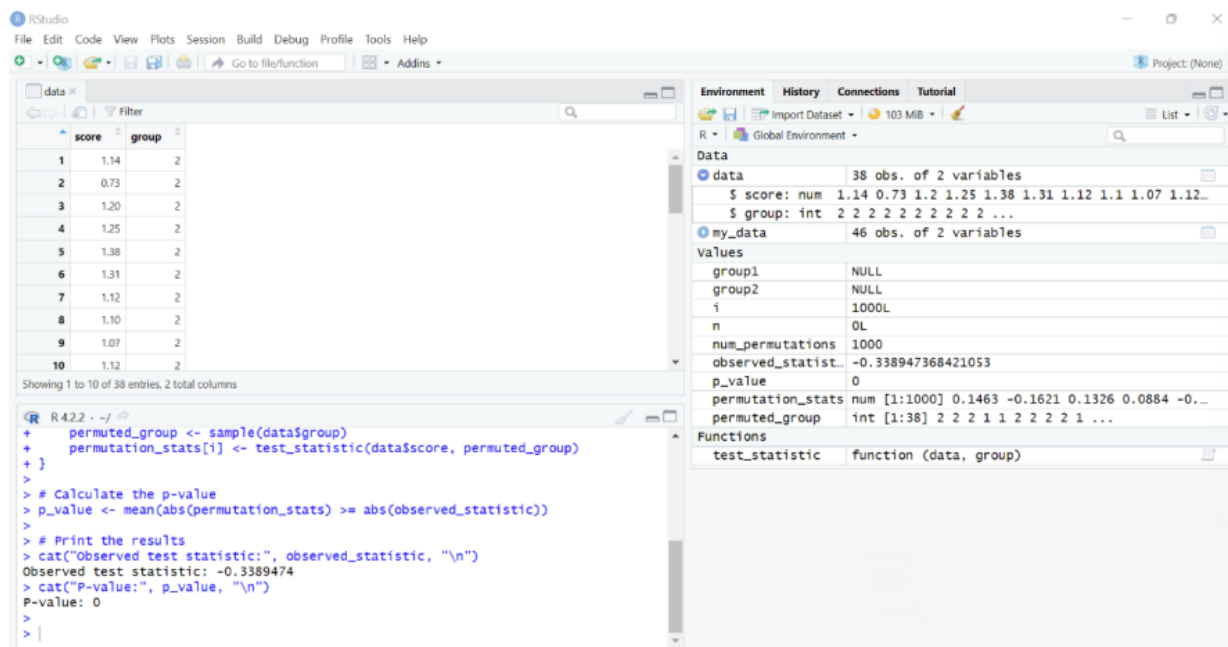 RStudio
File Edit Code View Plots Session Build Debug Profile Tools Help
Go to file/function Addins
Project: (None)
data
Filter
score group
1 1.14 2
2 0.73 2
3 1.20 2
4 1.25 2
5 1.38 2
6 1.31 2
7 1.12 2
8 1.10 2
9 1.07 2
10 1.12 2
Showing 1 to 10 of 38 entries, 2 total columns
R 4.2.2 · ~/
+ permuted_group <- sample(data$group)
+ permutation_stats[i] <- test_statistic(data$score, permuted_group)
+ }
>
> # Calculate the p-value
> p_value <- mean(abs(permutation_stats) >= abs(observed_statistic))
>
> # Print the results
> cat("Observed test statistic:", observed_statistic, "\n")
Observed test statistic: -0.3389474
> cat("P-value:", p_value, "\n")
P-value: 0
>
>
Environment History Connections Tutorial
Import Dataset 103 MiB List
R Global Environment
Data
data 38 obs. of 2 variables
$ score: num 1.14 0.73 1.2 1.25 1.38 1.31 1.12 1.1 1.07 1.12…
$ group: int 2 2 2 2 2 2 2 2 2 2 ...
my_data 46 obs. of 2 variables
Values
group1 NULL
group2 NULL
i 1000L
n 0L
num_permutations 1000
observed_statist… -0.338947368421053
p_value 0
permutation_stats num [1:1000] 0.1463 -0.1621 0.1326 0.0884 -0.…
permuted_group int [1:38] 2 2 2 1 1 2 2 2 2 1 ...
Functions
test_statistic function (data, group)